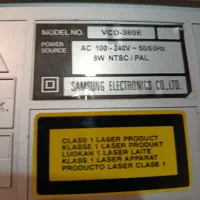 MODEL NO. VCD-380E
POWER SOURCE AC 100-240V~50/60Hz
8W NTSC/PAL
SAMSUNG ELECTRONICS CO.,LTD.
CLASS 1 LASER PRODUCT
KLASSE 1 LASER PRODUKT
LUOKAN 1 LASER LAITE
KLASS 1 LASER APPARAT
PRODUCTO LASER CLASE 1